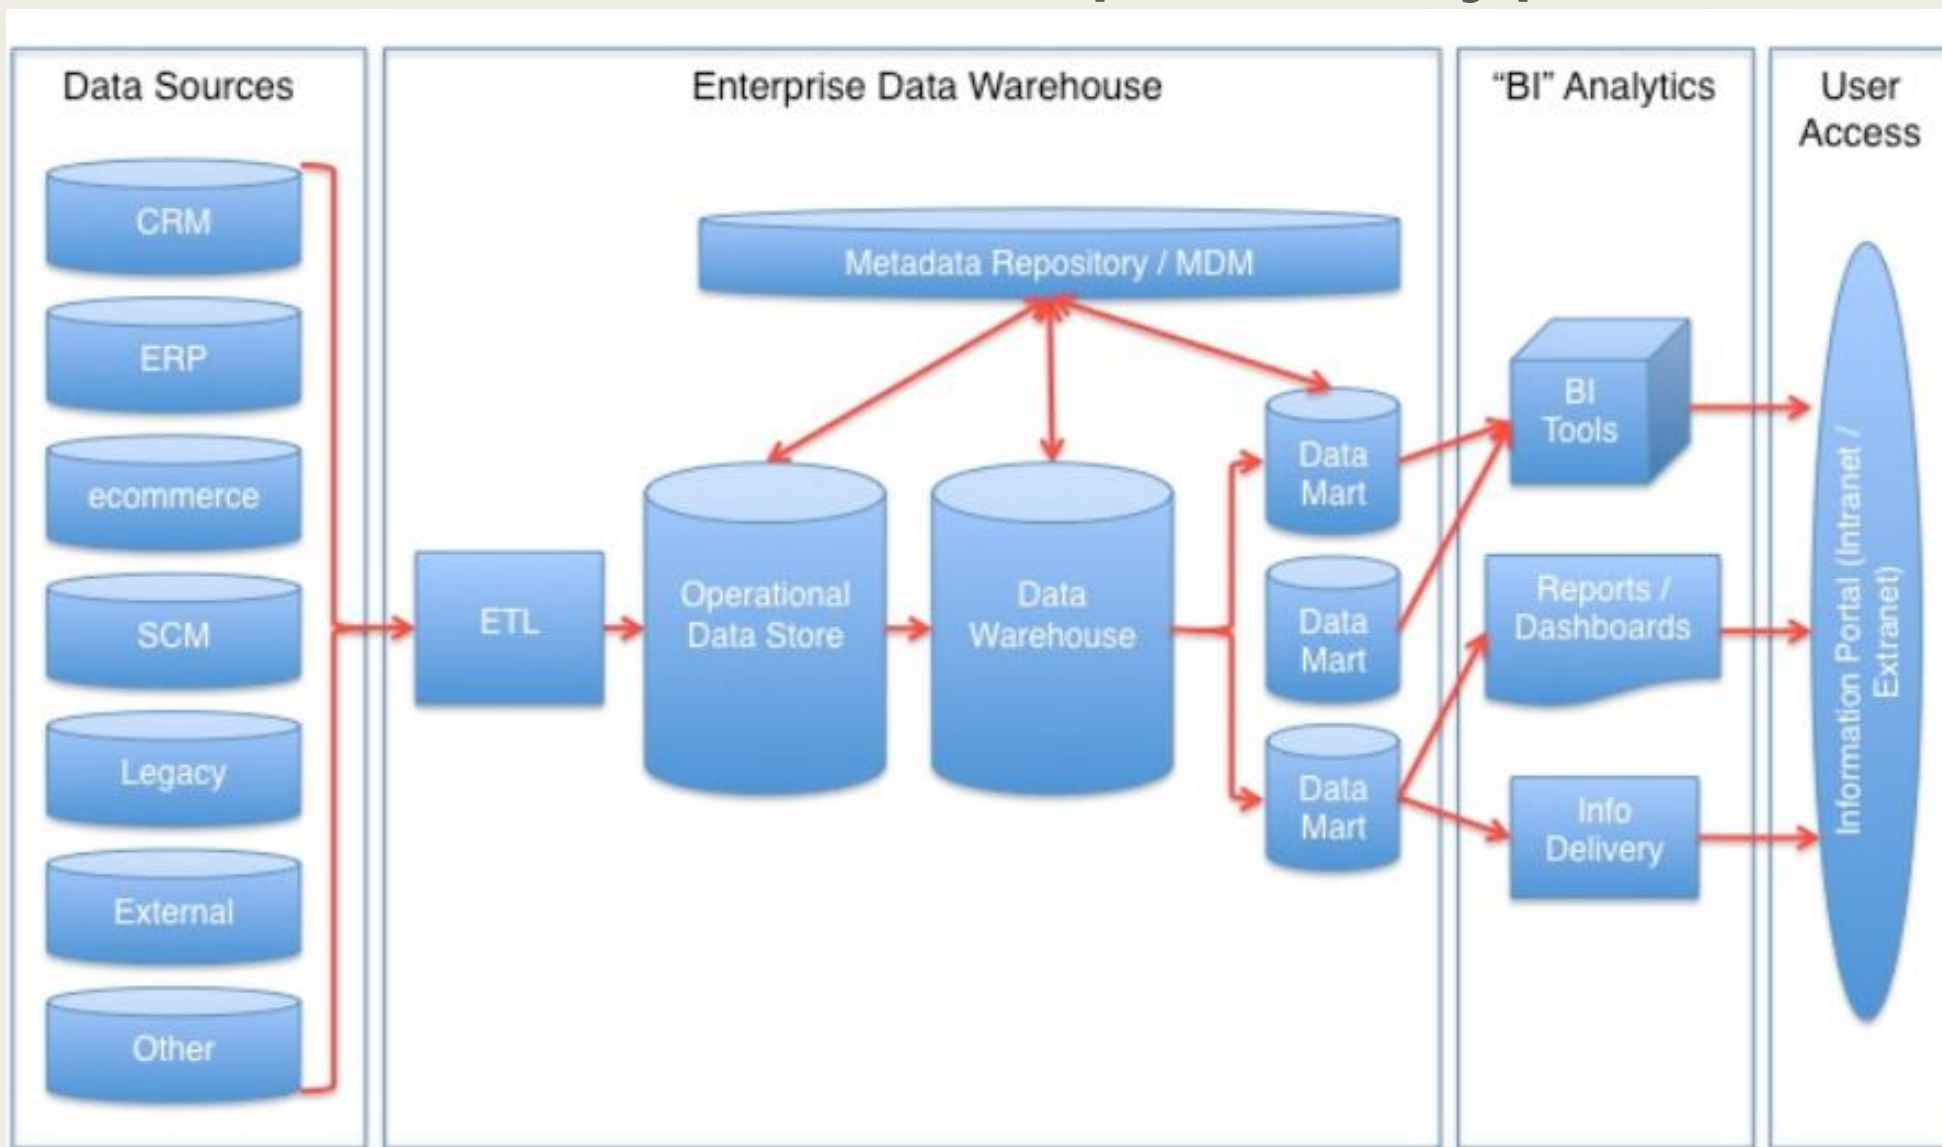 Data Sources
CRM
ERP
ecommerce
SCM
Legacy
External
Other
Enterprise Data Warehouse
Metadata Repository / MDM
ETL
Operational
Data Store
Data
Warehouse
Data
Mart
Data
Mart
Data
Mart
“BI” Analytics
BI
Tools
Reports /
Dashboards
Info
Delivery
User
Access
Information Portal (Intranet /
Extranet)